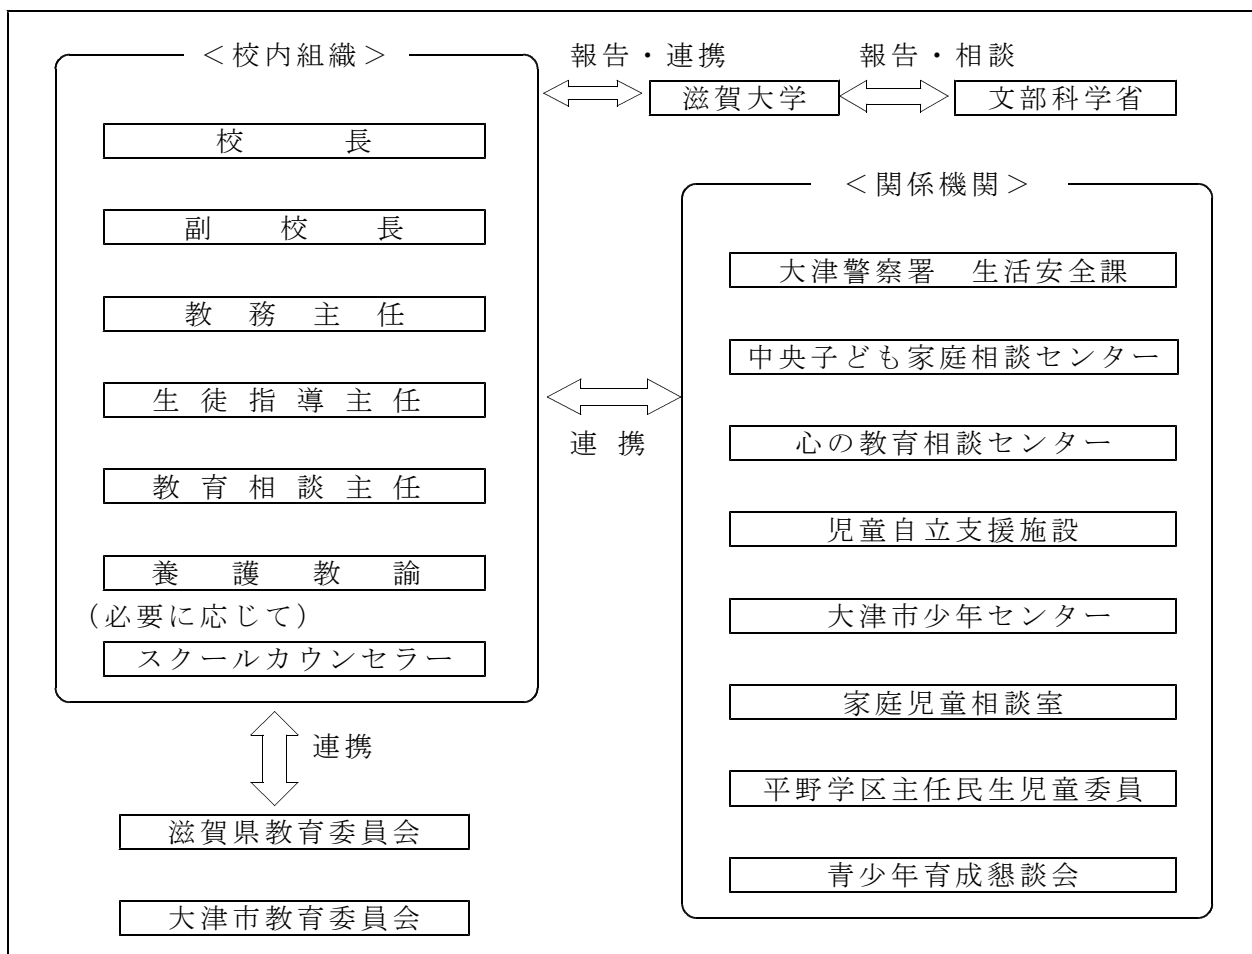 ＜校内組織＞
報告・連携
報告・相談
滋賀大学
文部科学省
校長
副校長
教務主任
生徒指導主任
教育相談主任
養護教諭
(必要に応じて)
スクールカウンセラー
＜関係機関＞
大津警察署　生活安全課
中央子ども家庭相談センター
心の教育相談センター
児童自立支援施設
大津市少年センター
家庭児童相談室
平野学区主任民生児童委員
青少年育成懇談会
連携
連携
滋賀県教育委員会
大津市教育委員会